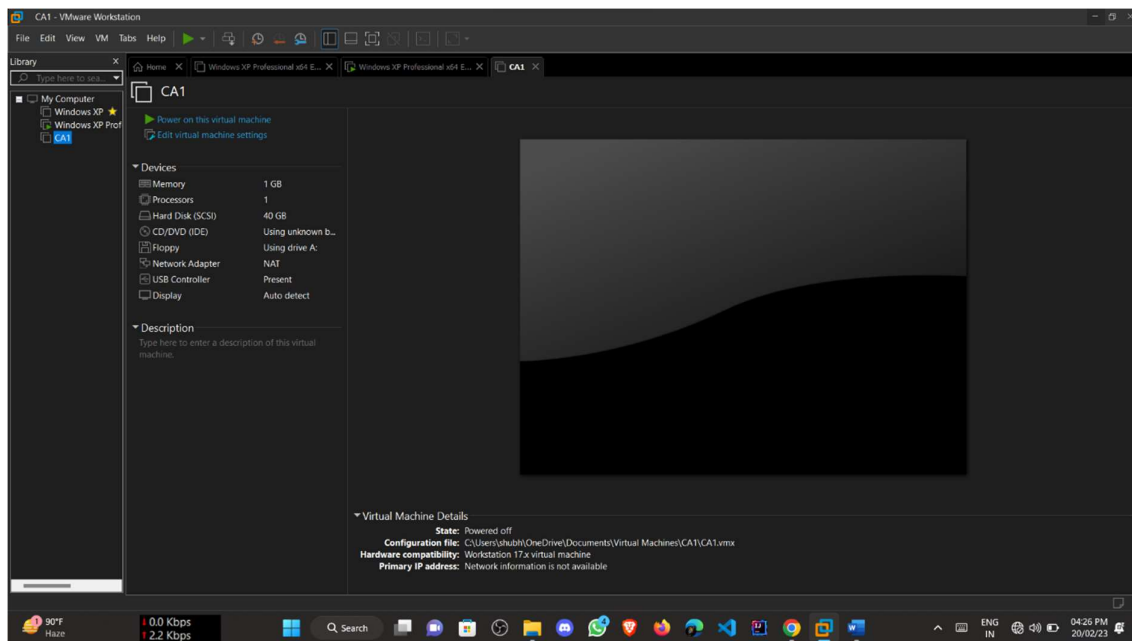 CA1 - VMware Workstation
File Edit View VM Tabs Help
Library
Type here to sea...
My Computer
Windows XP
Windows XP Prof
CA1
Home
Windows XP Professional x64 E...
Windows XP Professional x64 E...
CA1
CA1
Power on this virtual machine
Edit virtual machine settings
Devices
Memory 1 GB
Processors 1
Hard Disk (SCSI) 40 GB
CD/DVD (IDE) Using unknown b...
Floppy Using drive A:
Network Adapter NAT
USB Controller Present
Display Auto detect
Description
Type here to enter a description of this virtual
machine.
Virtual Machine Details
State: Powered off
Configuration file: C:\Users\shubh\OneDrive\Documents\Virtual Machines\CA1\CA1.vmx
Hardware compatibility: Workstation 17.x virtual machine
Primary IP address: Network information is not available
1
90°F
Haze
0.0 Kbps
2.2 Kbps
Search
ENG
IN
04:26 PM
20/02/23